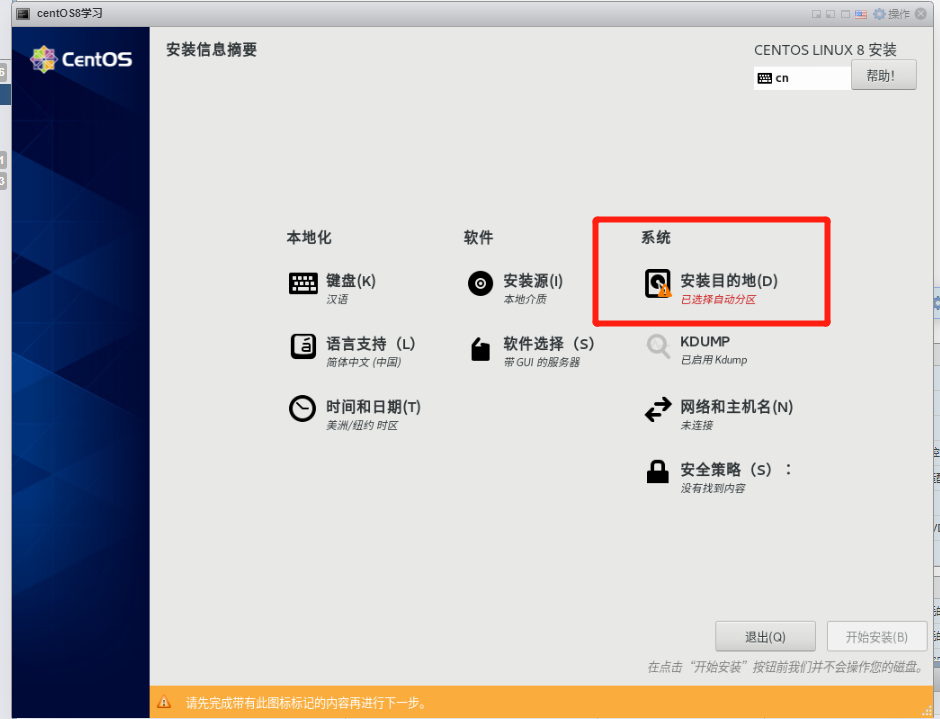 centOS8学习
操作
CentOS
安装信息摘要
CENTOS LINUX 8 安装
cn
帮助!
本地化
键盘(K)
汉语
语言支持（L）
简体中文 (中国)
时间和日期(T)
美洲/纽约 时区
软件
安装源(I)
本地介质
软件选择（S）
带 GUI 的服务器
系统
安装目的地(D)
已选择自动分区
KDUMP
已启用 Kdump
网络和主机名(N)
未连接
安全策略（S）：
没有找到内容
退出(Q)
开始安装(B)
在点击“开始安装”按钮前我们并不会操作您的磁盘。
请先完成带有此图标标记的内容再进行下一步。